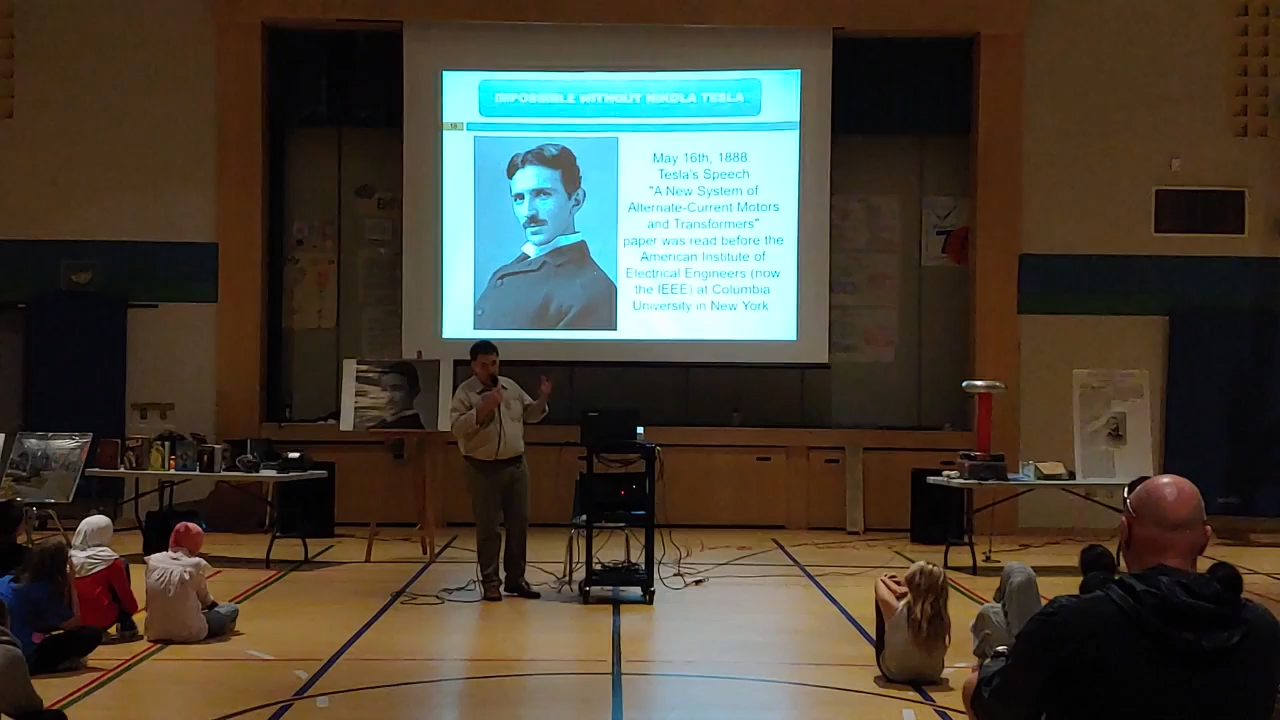 IMPOSSIBLE WITHOUT NIKOLA TESLA
18
May 16th, 1888.
Tesla's Speech
"A New System of
Alternate-Current Motors
and Transformers"
paper was read before the
American Institute of
Electrical Engineers (now
the IEEE) at Columbia
University in New York